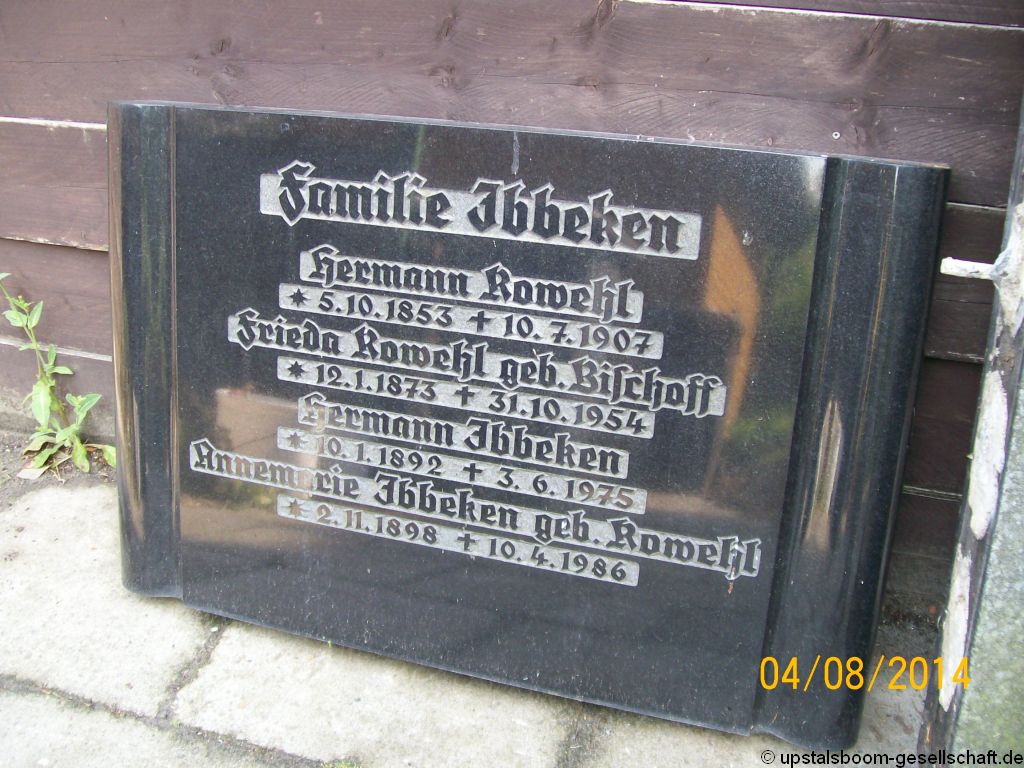 Familie Ibbeken
Hermann Kowehl
* 5.10.1853 + 10.7.1907
Frieda Kowehl geb. Bischoff
* 12.1.1873 + 31.10.1954
Hermann Ibbeken
* 10.1.1892 + 3.6.1975
Annemarie Ibbeken geb. Kowehl
* 2.11.1898 + 10.4.1986
04/08/2014
© upstalsboom-gesellschaft.de